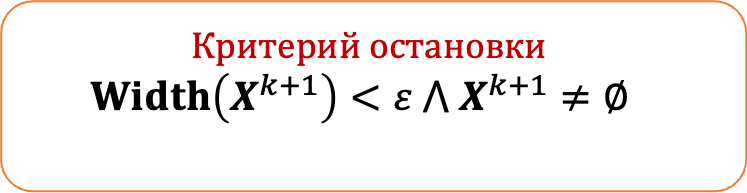 Критерий остановки
Width(X^{k+1}) < ε ⋀ X^{k+1} ≠ ∅